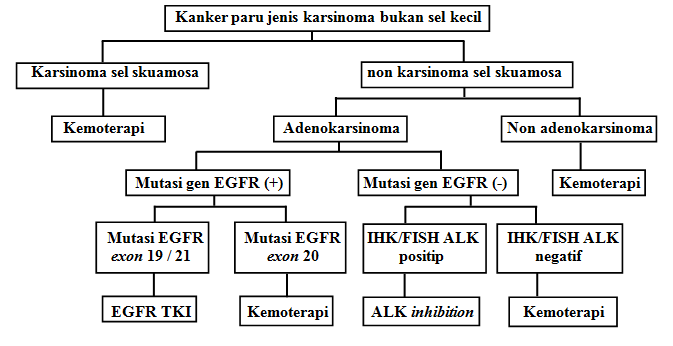 Kanker paru jenis karsinoma bukan sel kecil
Karsinoma sel skuamosa
non karsinoma sel skuamosa
Kemoterapi
Adenokarsinoma
Non adenokarsinoma
Mutasi gen EGFR (+)
Mutasi gen EGFR (-)
Kemoterapi
Mutasi EGFR
exon 19 / 21
Mutasi EGFR
exon 20
IHK/FISH ALK
positip
IHK/FISH ALK
negatif
EGFR TKI
Kemoterapi
ALK inhibition
Kemoterapi